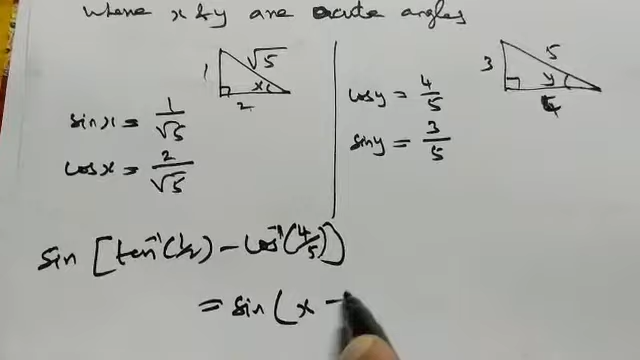 where x & y are acute angles
1 √5 x 2
3 5 y 4
sin x = 1/√5
cos x = 2/√5
cos y = 4/5
sin y = 3/5
sin [tan⁻¹(1/2) − cos⁻¹(4/5)]
= sin(x −